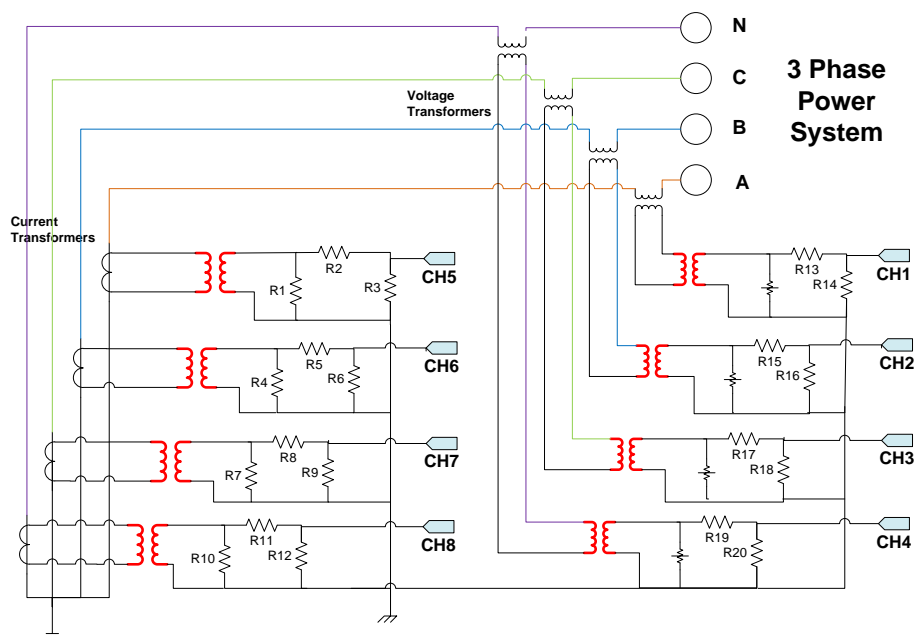 N
C
B
A
3 Phase
Power
System
Voltage
Transformers
Current
Transformers
R2
R1
R3
CH5
R5
R4
R6
CH6
R8
R7
R9
CH7
R11
R10
R12
CH8
R13
R14
CH1
R15
R16
CH2
R17
R18
CH3
R19
R20
CH4